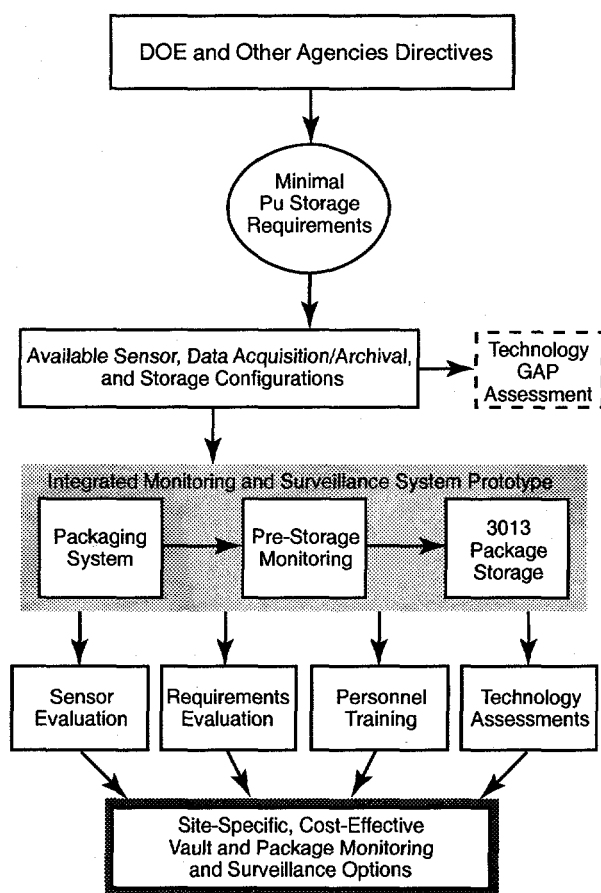 DOE and Other Agencies Directives
Minimal
Pu Storage
Requirements
Available Sensor, Data Acquisition/Archival,
and Storage Configurations
Technology
GAP
Assessment
Integrated Monitoring and Surveillance System Prototype
Packaging
System
Pre-Storage
Monitoring
3013
Package
Storage
Sensor
Evaluation
Requirements
Evaluation
Personnel
Training
Technology
Assessments
Site-Specific, Cost-Effective
Vault and Package Monitoring
and Surveillance Options